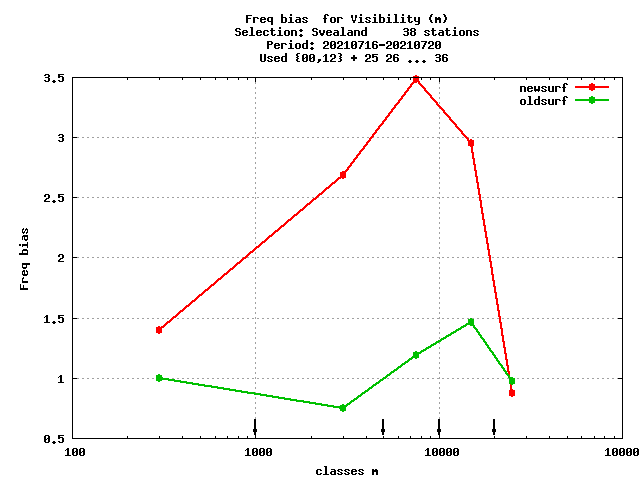 Freq bias  for Visibility (m)
Selection: Svealand     38 stations
Period: 20210716-20210720
Used {00,12} + 25 26 ... 36
newsurf
oldsurf
3.5
3
2.5
2
1.5
1
0.5
Freq bias
100
1000
10000
10000
classes m